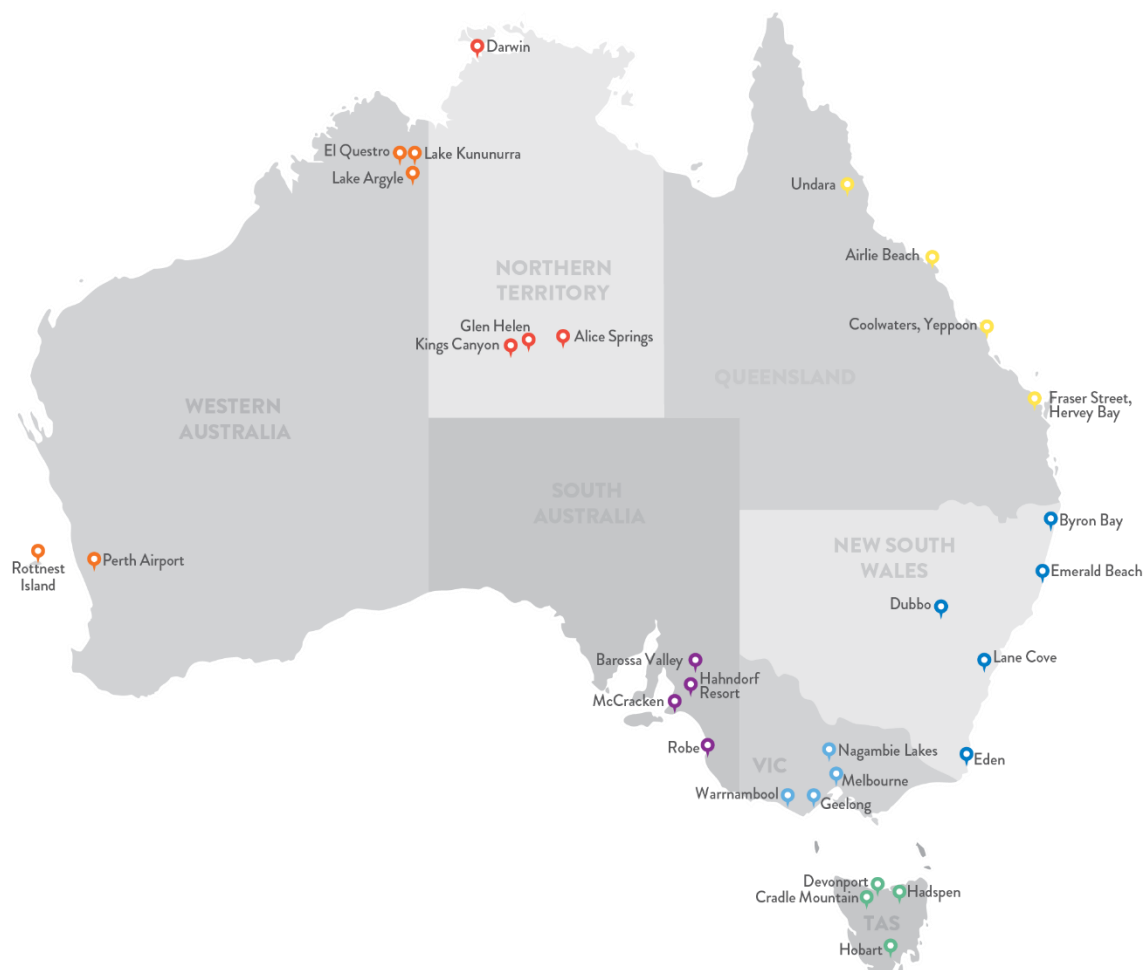 Darwin
El Questro
Lake Kununurra
Lake Argyle
Undara
Airlie Beach
NORTHERN
TERRITORY
Glen Helen
Kings Canyon
Alice Springs
Coolwaters, Yeppoon
QUEENSLAND
Fraser Street,
Hervey Bay
WESTERN
AUSTRALIA
SOUTH
AUSTRALIA
Byron Bay
NEW SOUTH
WALES
Rottnest
Island
Perth Airport
Emerald Beach
Dubbo
Lane Cove
Barossa Valley
Hahndorf
Resort
McCracken
Robe
Nagambie Lakes
Eden
VIC
Melbourne
Warrnambool
Geelong
Devonport
Cradle Mountain
Hadspen
TAS
Hobart